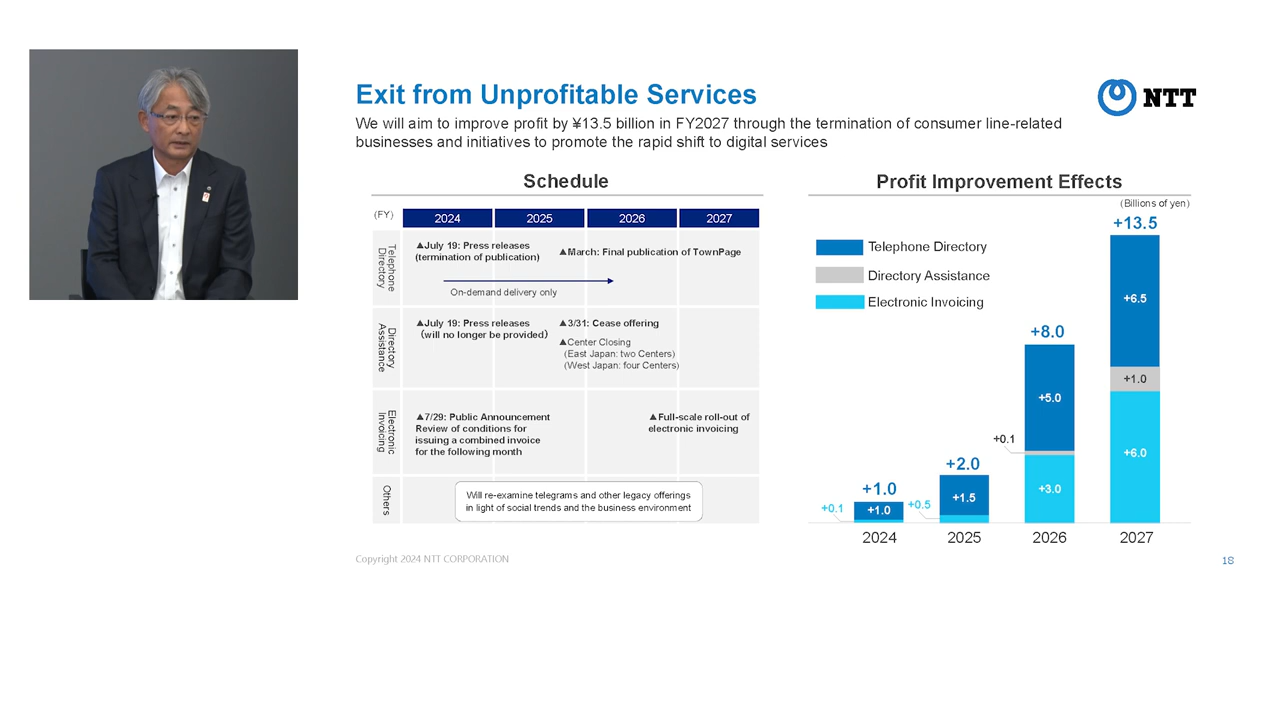 Exit from Unprofitable Services
NTT
We will aim to improve profit by ¥13.5 billion in FY2027 through the termination of consumer line-related
businesses and initiatives to promote the rapid shift to digital services
Schedule
(FY)
2024
2025
2026
2027
Telephone
Directory
▲July 19: Press releases
(termination of publication)
▲March: Final publication of TownPage
On-demand delivery only
Directory
Assistance
▲July 19: Press releases
(will no longer be provided)
▲3/31: Cease offering
▲Center Closing
(East Japan: two Centers)
(West Japan: four Centers)
Electronic
Invoicing
▲7/29: Public Announcement
Review of conditions for
issuing a combined invoice
for the following month
▲Full-scale roll-out of
electronic invoicing
Others
Will re-examine telegrams and other legacy offerings
in light of social trends and the business environment
Profit Improvement Effects
(Billions of yen)
Telephone Directory
Directory Assistance
Electronic Invoicing
+1.0
+0.1
+1.0
+2.0
+0.5
+1.5
+8.0
+5.0
+0.1
+3.0
+13.5
+6.5
+1.0
+6.0
2024
2025
2026
2027
Copyright 2024 NTT CORPORATION
18